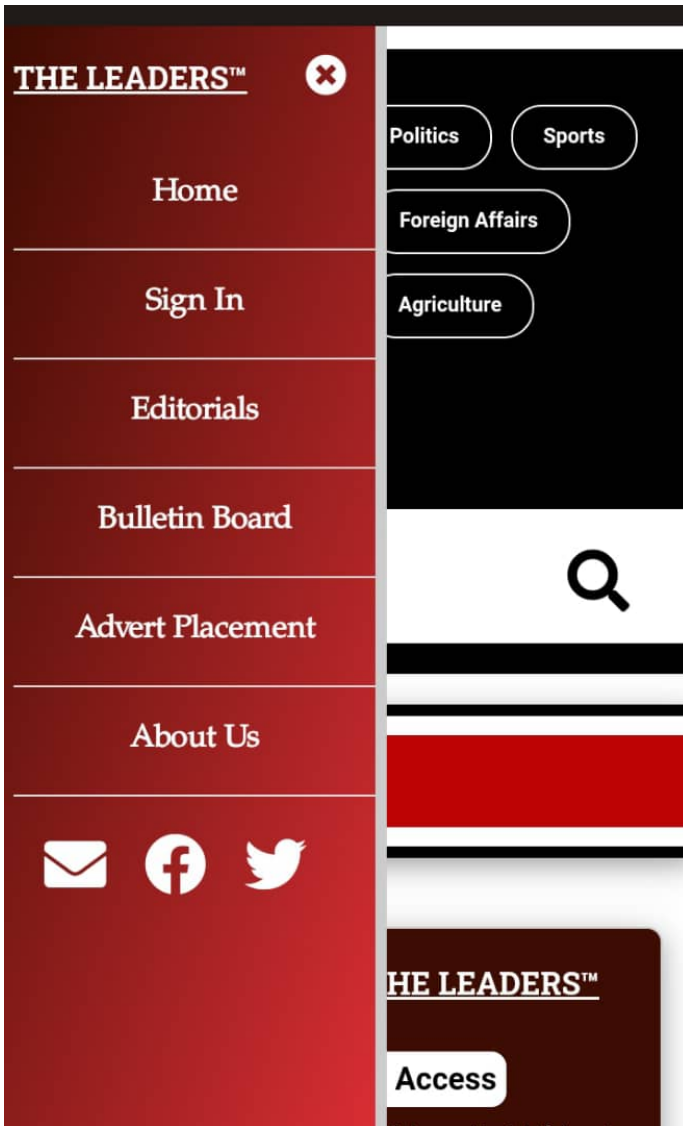 THE LEADERS™
Home
Sign In
Editorials
Bulletin Board
Advert Placement
About Us
Politics
Sports
Foreign Affairs
Agriculture
HE LEADERS™
Access